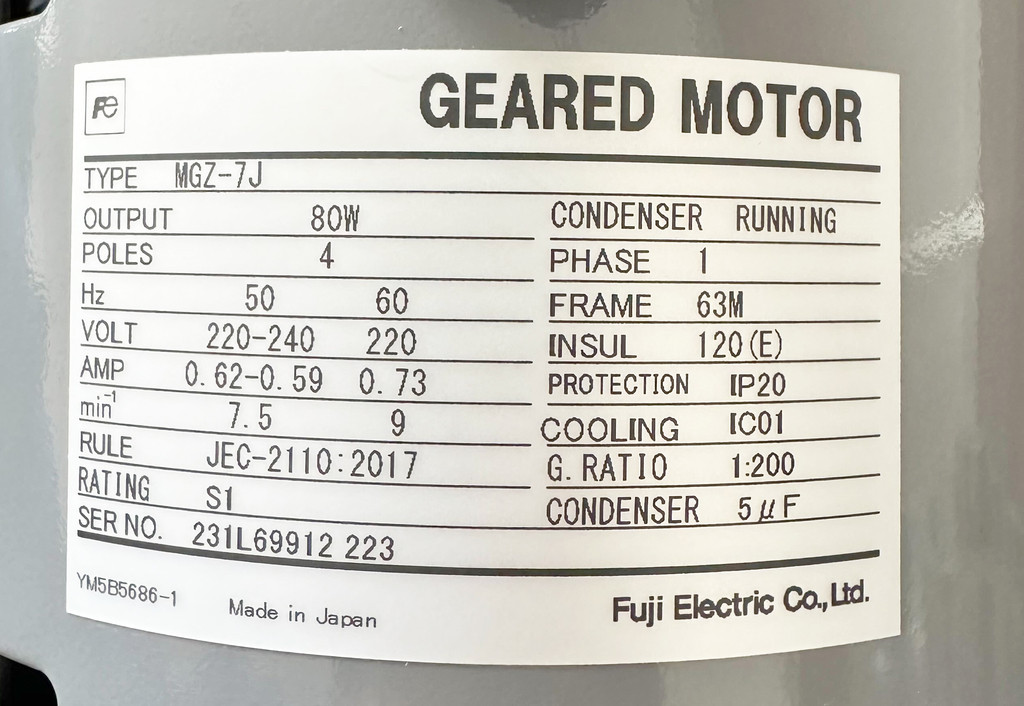 Fe
GEARED MOTOR
TYPE MGZ-7J
OUTPUT 80W
POLES 4
Hz 50 60
VOLT 220-240 220
AMP 0.62-0.59 0.73
min-1 7.5 9
RULE JEC-2110:2017
RATING S1
SER NO. 231L69912 223
CONDENSER RUNNING
PHASE 1
FRAME 63M
INSUL 120(E)
PROTECTION IP20
COOLING IC01
G.RATIO 1:200
CONDENSER 5μF
YM5B5686-1
Made in Japan
Fuji Electric Co.,Ltd.